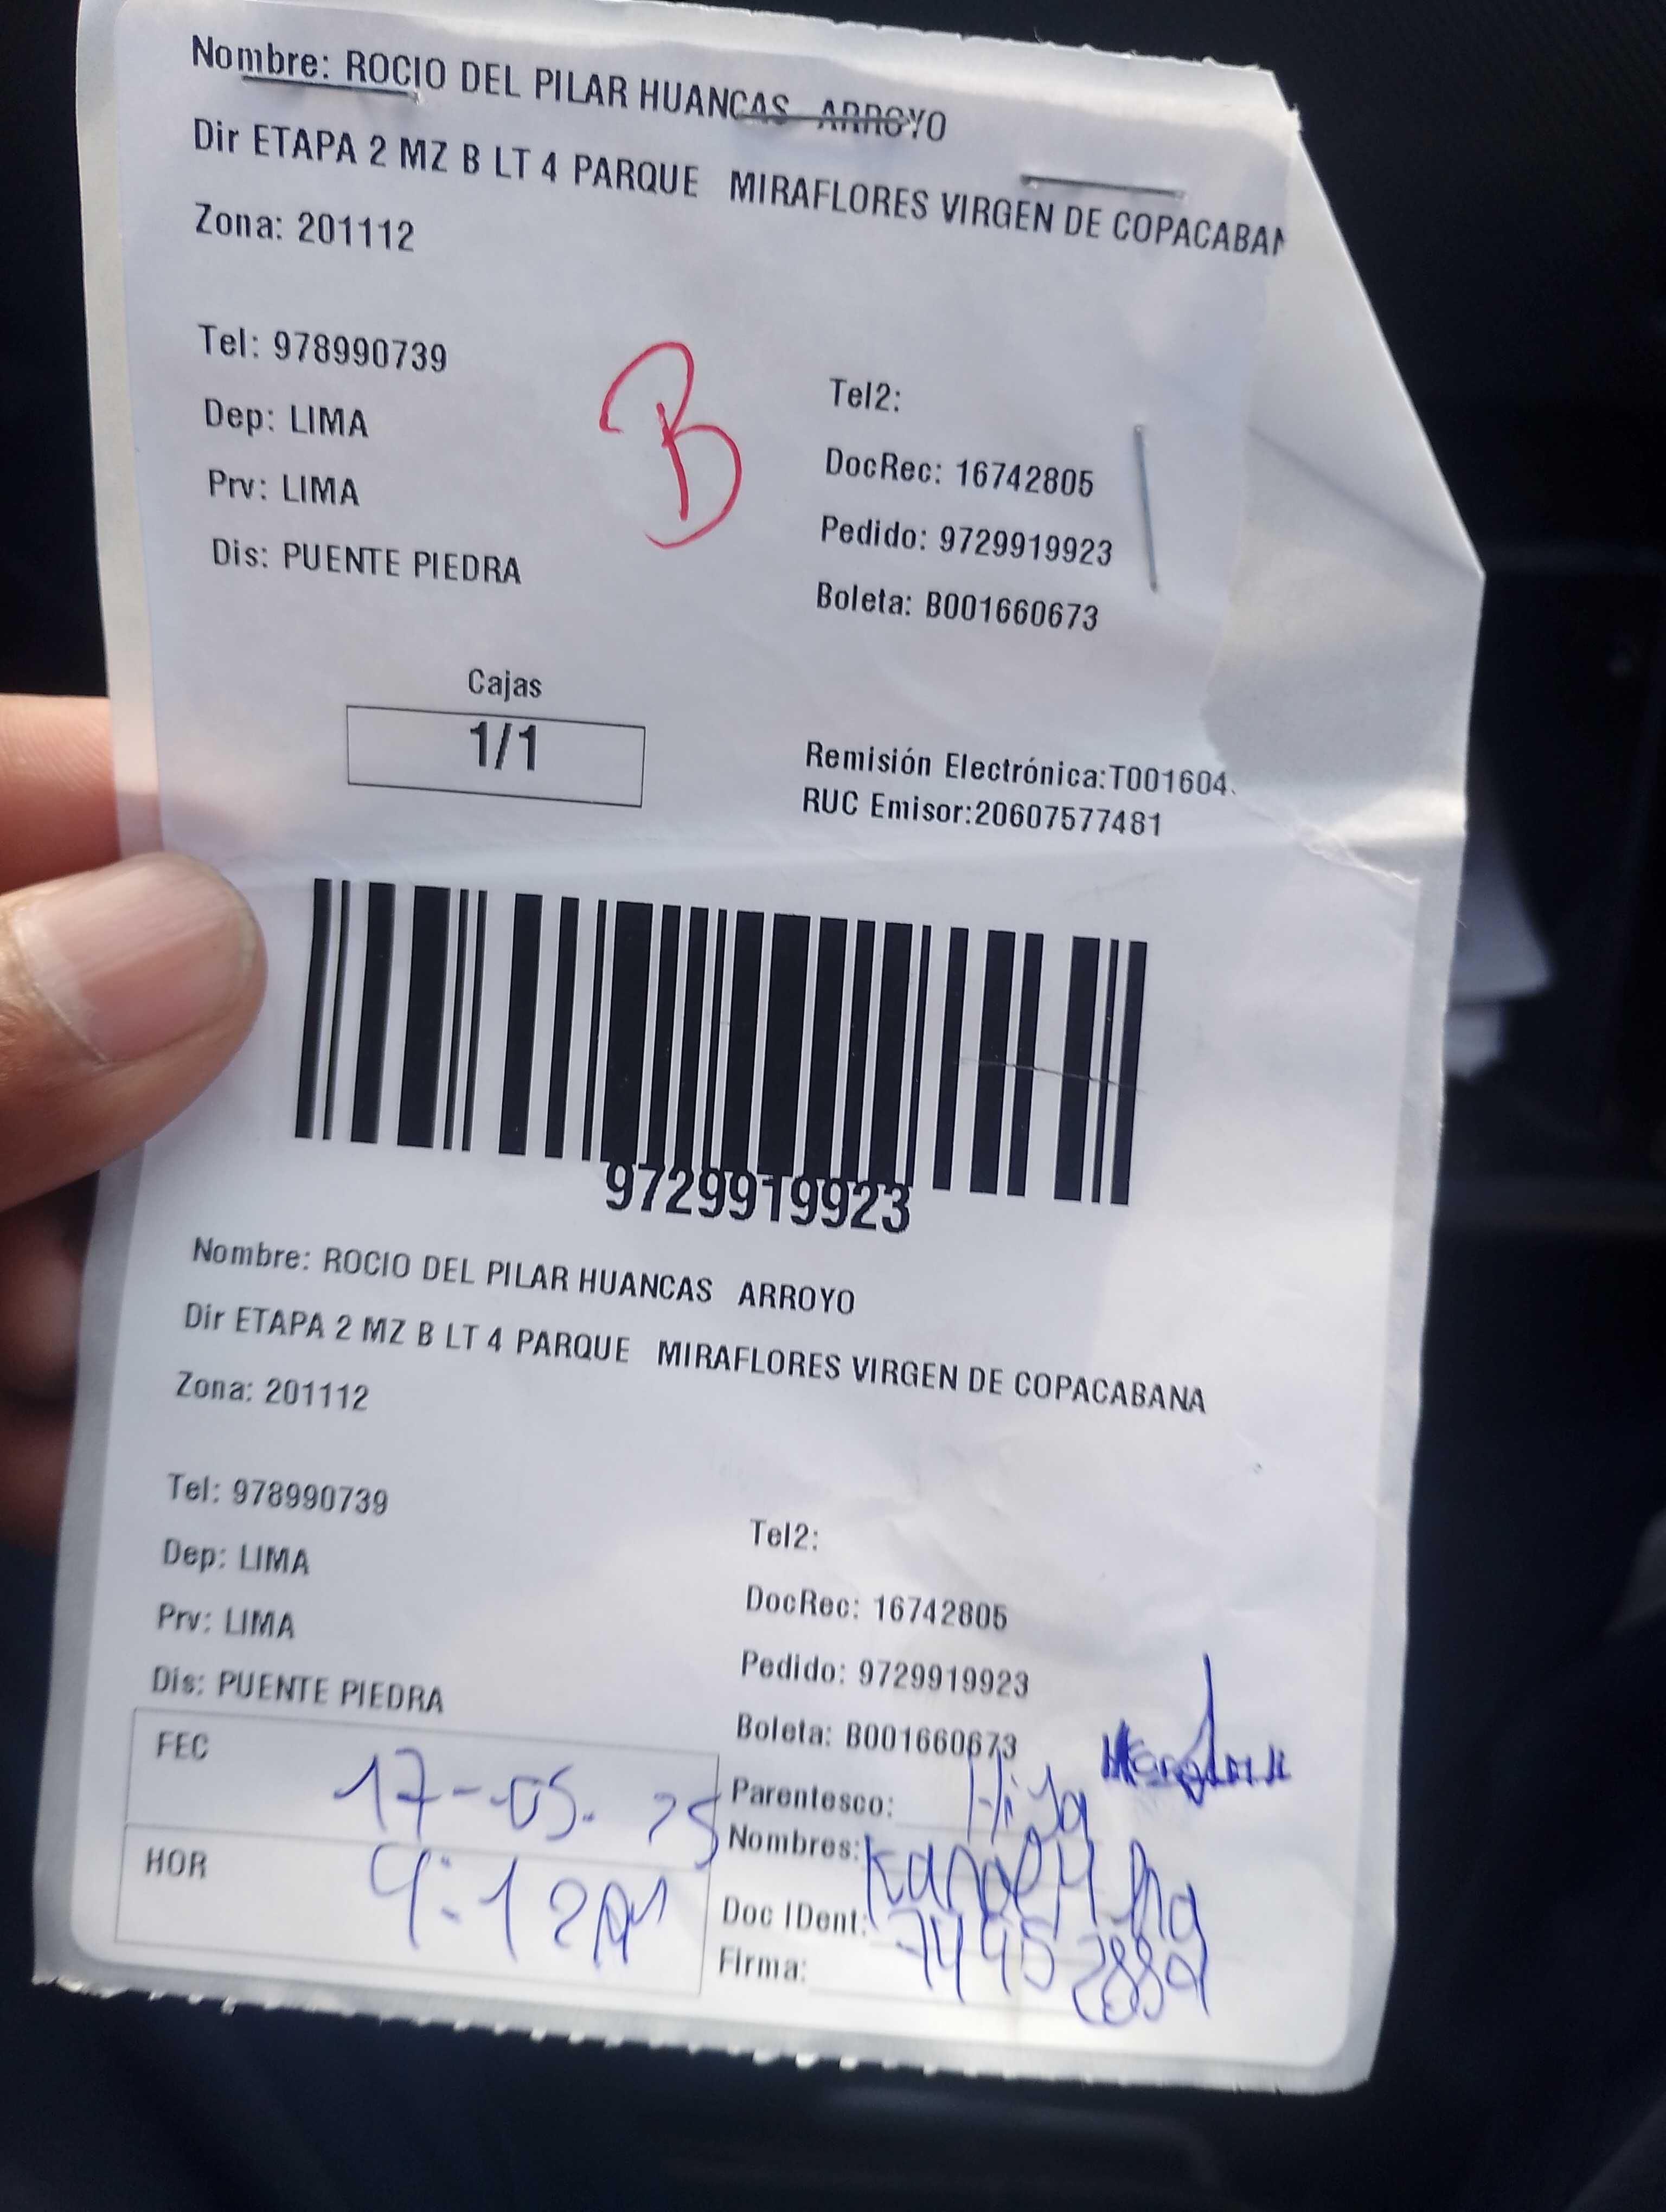 Nombre: ROCIO DEL PILAR HUANCAS ARROYO
Dir ETAPA 2 MZ B LT 4 PARQUE MIRAFLORES VIRGEN DE COPACABAN
Zona: 201112
Tel: 978990739
Dep: LIMA
Prv: LIMA
Dis: PUENTE PIEDRA
B
Tel2:
DocRec: 16742805
Pedido: 9729919923
Boleta: B001660673
Cajas
1/1
Remisión Electrónica:T001604
RUC Emisor:20607577481
9729919923
Nombre: ROCIO DEL PILAR HUANCAS ARROYO
Dir ETAPA 2 MZ B LT 4 PARQUE MIRAFLORES VIRGEN DE COPACABANA
Zona: 201112
Tel: 978990739
Dep: LIMA
Prv: LIMA
Dis: PUENTE PIEDRA
Tel2:
DocRec: 16742805
Pedido: 9729919923
Boleta: B001660673
FEC 17-05-25
HOR
Parentesco: Hija
Nombres:
Doc IDent:
Firma: